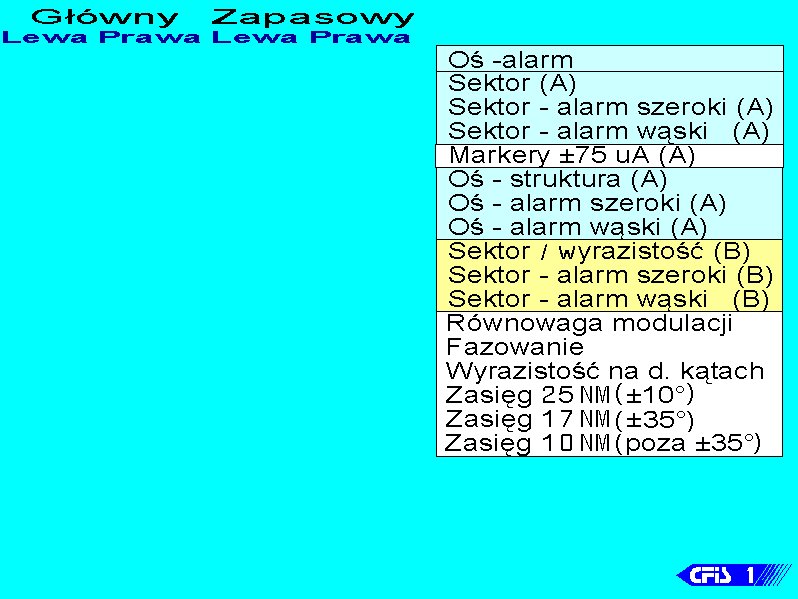 Główny Zapasowy
Lewa Prawa Lewa Prawa
Oś -alarm
Sektor (A)
Sektor - alarm szeroki (A)
Sektor - alarm wąski (A)
Markery ±75 uA (A)
Oś - struktura (A)
Oś - alarm szeroki (A)
Oś - alarm wąski (A)
Sektor / wyrazistość (B)
Sektor - alarm szeroki (B)
Sektor - alarm wąski (B)
Równowaga modulacji
Fazowanie
Wyrazistość na d. kątach
Zasięg 25 NM (±10°)
Zasięg 17 NM (±35°)
Zasięg 10 NM (poza ±35°)
CFiS 1